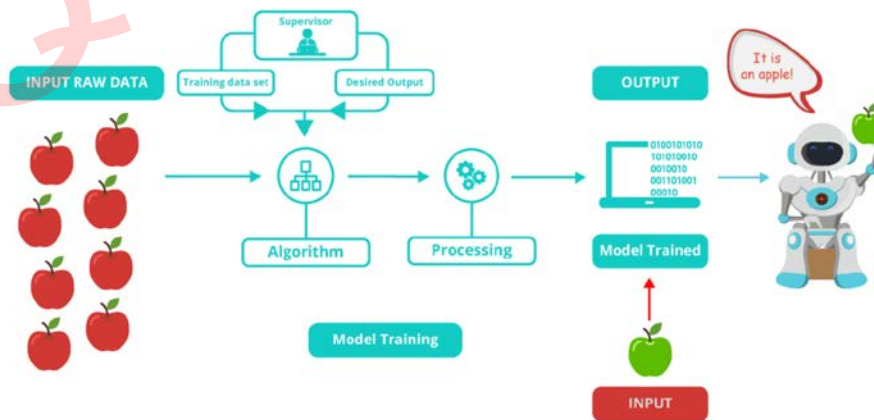 Supervisor
INPUT RAW DATA
Training data set
Desired Output
OUTPUT
It is
an apple!
0100101010
101010010
0010010
001101001
00010
Algorithm
Processing
Model Trained
Model Training
INPUT